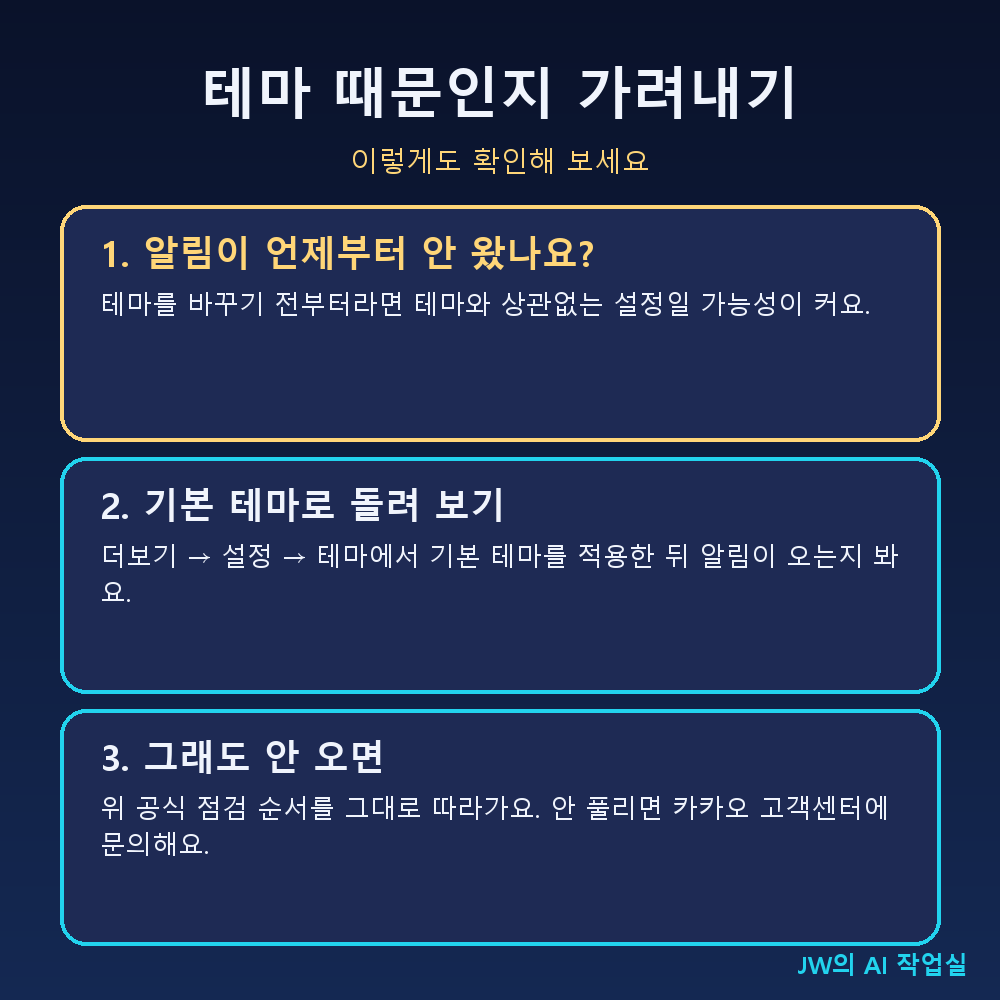 테마 때문인지 가려내기
이렇게도 확인해 보세요
1. 알림이 언제부터 안 왔나요?
테마를 바꾸기 전부터라면 테마와 상관없는 설정일 가능성이 커요.
2. 기본 테마로 돌려 보기
더보기 → 설정 → 테마에서 기본 테마를 적용한 뒤 알림이 오는지 봐
요.
3. 그래도 안 오면
위 공식 점검 순서를 그대로 따라가요. 안 풀리면 카카오 고객센터에
문의해요.
JW의 AI 작업실